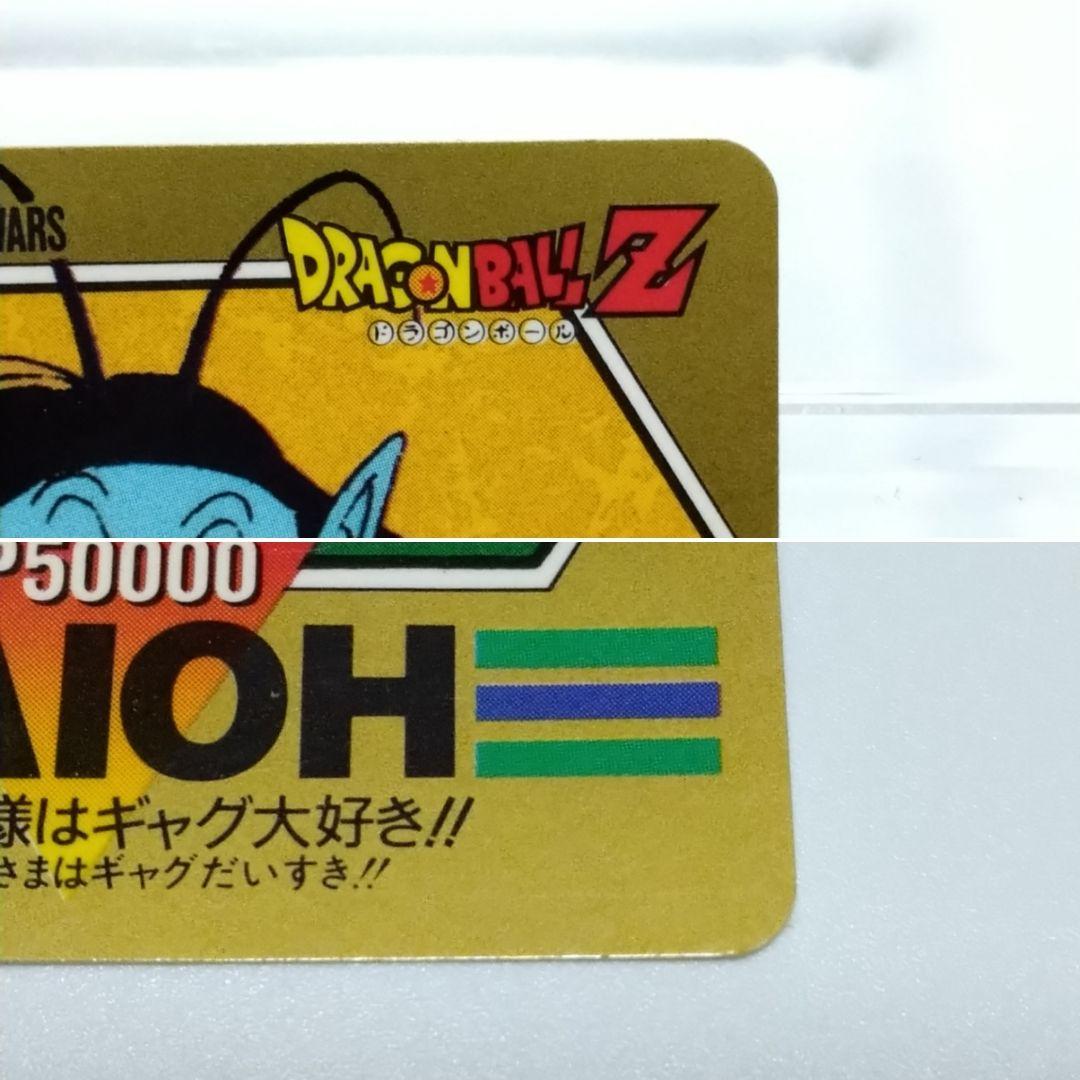 WARS
DRAGON BALL Z
ドラゴンボール
P50000
AIOH
様はギャグ大好き!!
さまはギャグだいすき!!